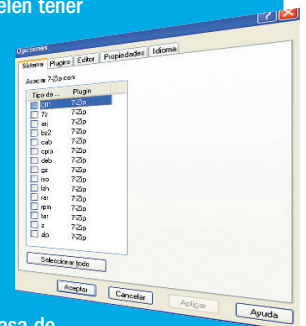 elen tener
Opciones
Sistema Plugins Editor Propiedades Idioma
Asociar 7-Zip con:
Tipo de ... Plugin
001 7-Zip
7z 7-Zip
arj 7-Zip
bz2 7-Zip
cab 7-Zip
cpio 7-Zip
deb 7-Zip
gz 7-Zip
iso 7-Zip
lzh 7-Zip
rar 7-Zip
rpm 7-Zip
tar 7-Zip
z 7-Zip
zip 7-Zip
Seleccionar todo
Aceptar Cancelar Aplicar Ayuda
asa de